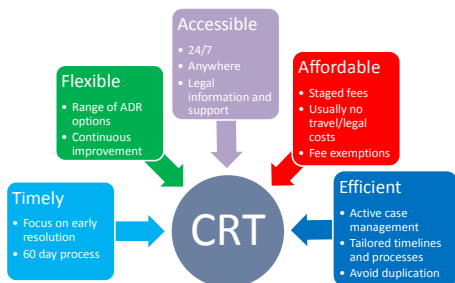 Accessible
• 24/7
• Anywhere
• Legal
information and
support
Flexible
• Range of ADR
options
• Continuous
improvement
Affordable
• Staged fees
• Usually no
travel/legal
costs
• Fee exemptions
Timely
• Focus on early
resolution
• 60 day process
Efficient
• Active case
management
• Tailored timelines
and processes
• Avoid duplication
CRT